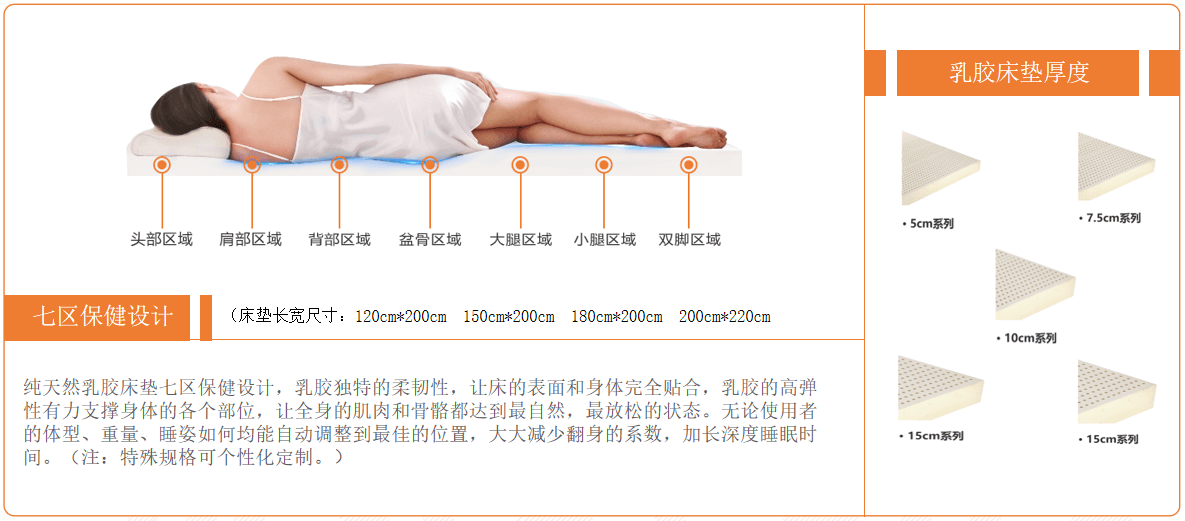 头部区域 肩部区域 背部区域 盆骨区域 大腿区域 小腿区域 双脚区域
七区保健设计
(床垫长宽尺寸：120cm*200cm 150cm*200cm 180cm*200cm 200cm*220cm
纯天然乳胶床垫七区保健设计，乳胶独特的柔韧性，让床的表面和身体完全贴合，乳胶的高弹
性有力支撑身体的各个部位，让全身的肌肉和骨骼都达到最自然，最放松的状态。无论使用者
的体型、重量、睡姿如何均能自动调整到最佳的位置，大大减少翻身的系数，加长深度睡眠时
间。（注：特殊规格可个性化定制。）
乳胶床垫厚度
·5cm系列
·7.5cm系列
·10cm系列
·15cm系列
·15cm系列